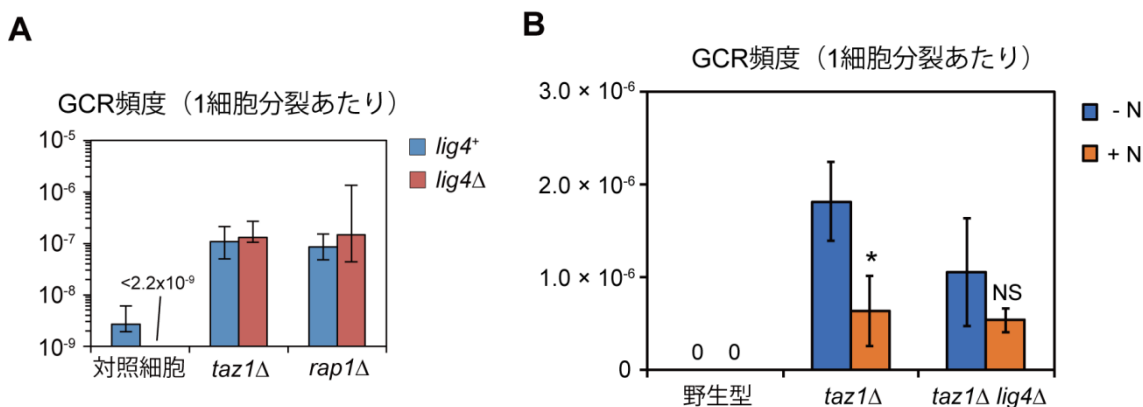 A
GCR頻度（1細胞分裂あたり）
10-5
10-6
10-7
10-8
10-9
<2.2x10-9
対照細胞
taz1Δ
rap1Δ
lig4+
lig4Δ
B
GCR頻度（1細胞分裂あたり）
3.0 × 10-6
2.0 × 10-6
1.0 × 10-6
0
0 0
*
NS
野生型
taz1Δ
taz1Δ lig4Δ
- N
+ N